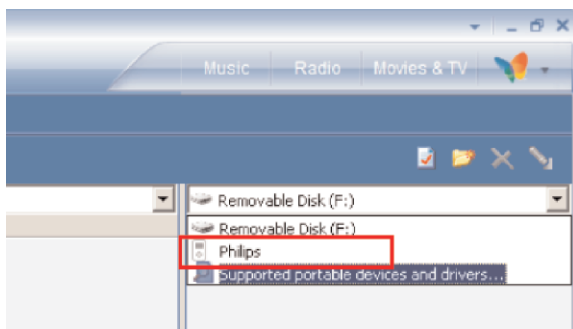 Music Radio Movies & TV
Removable Disk (F:)
Removable Disk (F:)
Philips
Supported portable devices and drivers...